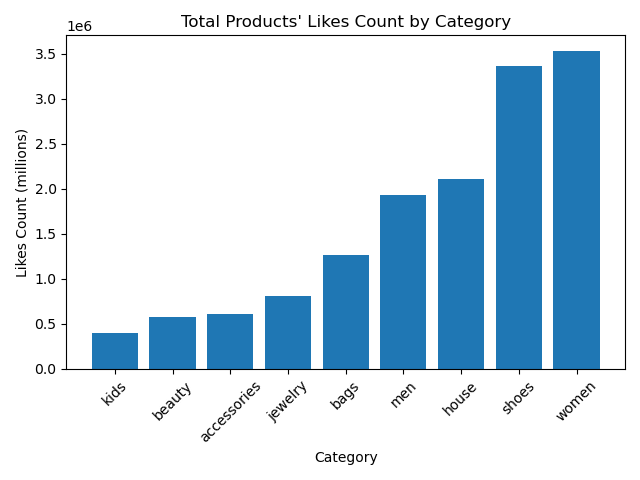 Total Products' Likes Count by Category
1e6
3.5
3.0
2.5
2.0
1.5
1.0
0.5
0.0
Likes Count (millions)
kids
beauty
accessories
jewelry
bags
men
house
shoes
women
Category